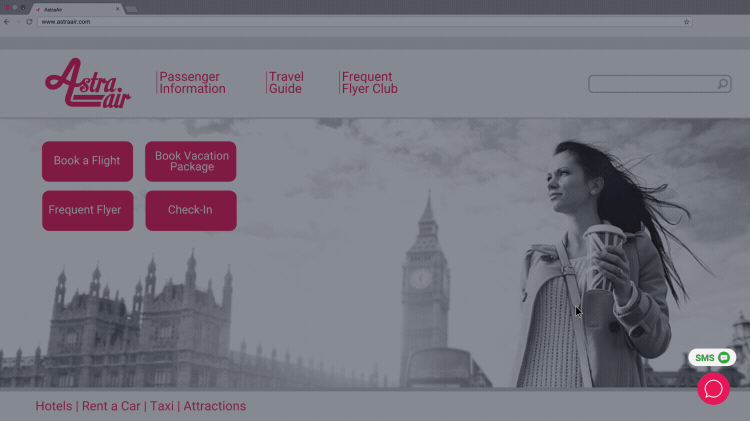 AstraAir
www.astraair.com
Astra
air
Passenger
Information
Travel
Guide
Frequent
Flyer Club
Book a Flight
Book Vacation
Package
Frequent Flyer
Check-In
SMS
Hotels | Rent a Car | Taxi | Attractions